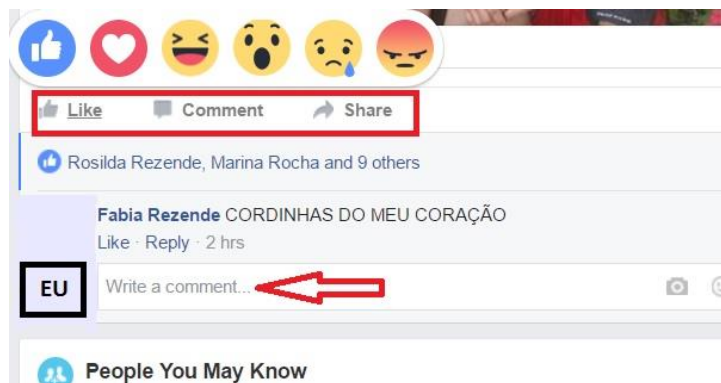 Like Comment Share
Rosilda Rezende, Marina Rocha and 9 others
Fabia Rezende CORDINHAS DO MEU CORAÇÃO
Like · Reply · 2 hrs
EU
Write a comment...
People You May Know